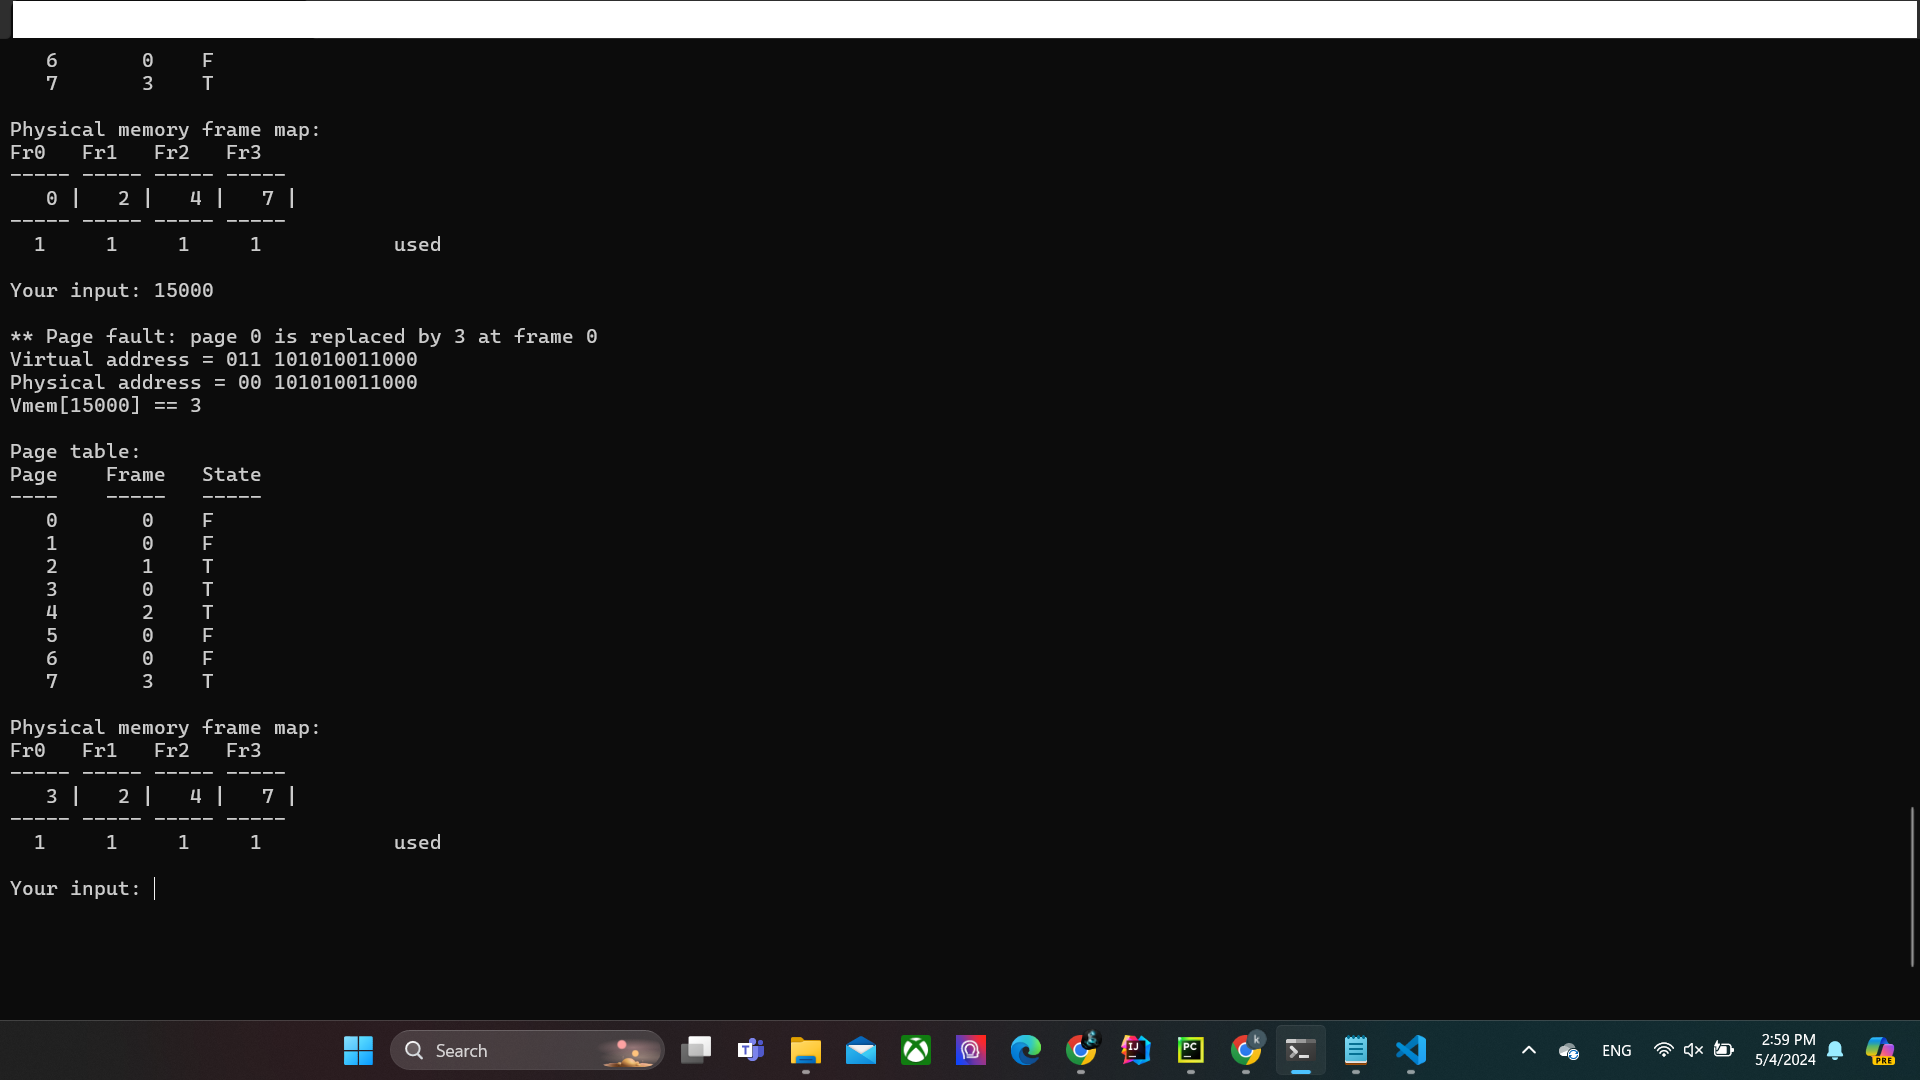 6       0    F
   7       3    T
Physical memory frame map:
Fr0   Fr1   Fr2   Fr3
----- ----- ----- -----
   0 |   2 |   4 |   7 |
----- ----- ----- -----
  1     1     1     1           used
Your input: 15000
** Page fault: page 0 is replaced by 3 at frame 0
Virtual address = 011 101010011000
Physical address = 00 101010011000
Vmem[15000] == 3
Page table:
Page    Frame   State
----    -----   -----
   0       0    F
   1       0    F
   2       1    T
   3       0    T
   4       2    T
   5       0    F
   6       0    F
   7       3    T
Physical memory frame map:
Fr0   Fr1   Fr2   Fr3
----- ----- ----- -----
   3 |   2 |   4 |   7 |
----- ----- ----- -----
  1     1     1     1           used
Your input:
Search
T
IJ
PC
k
ENG
2:59 PM
5/4/2024
PRE